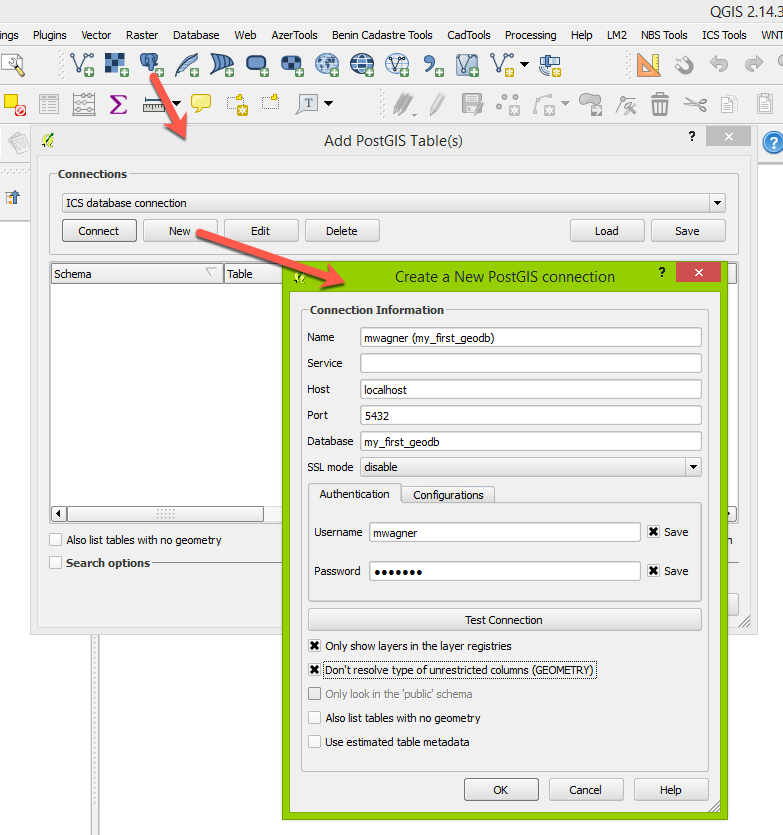 QGIS 2.14.3
ngs Plugins Vector Raster Database Web AzerTools Benin Cadastre Tables CadTools Processing Help LM2 NBS Tools ICS Tools WNT
T
Add PostGIS Table(s) ?
Connections
ICS database connection
Connect New Edit Delete Load Save
Schema Table
Also list tables with no geometry
Search options
Create a New PostGIS connection ?
Connection Information
Name mwagner (my_first_geodb)
Service
Host localhost
Port 5432
Database my_first_geodb
SSL mode disable
Authentication Configurations
Username mwagner Save
Password ●●●●●●● Save
Test Connection
Only show layers in the layer registries
Don't resolve type of unrestricted columns (GEOMETRY)
Only look in the 'public' schema
Also list tables with no geometry
Use estimated table metadata
OK Cancel Help